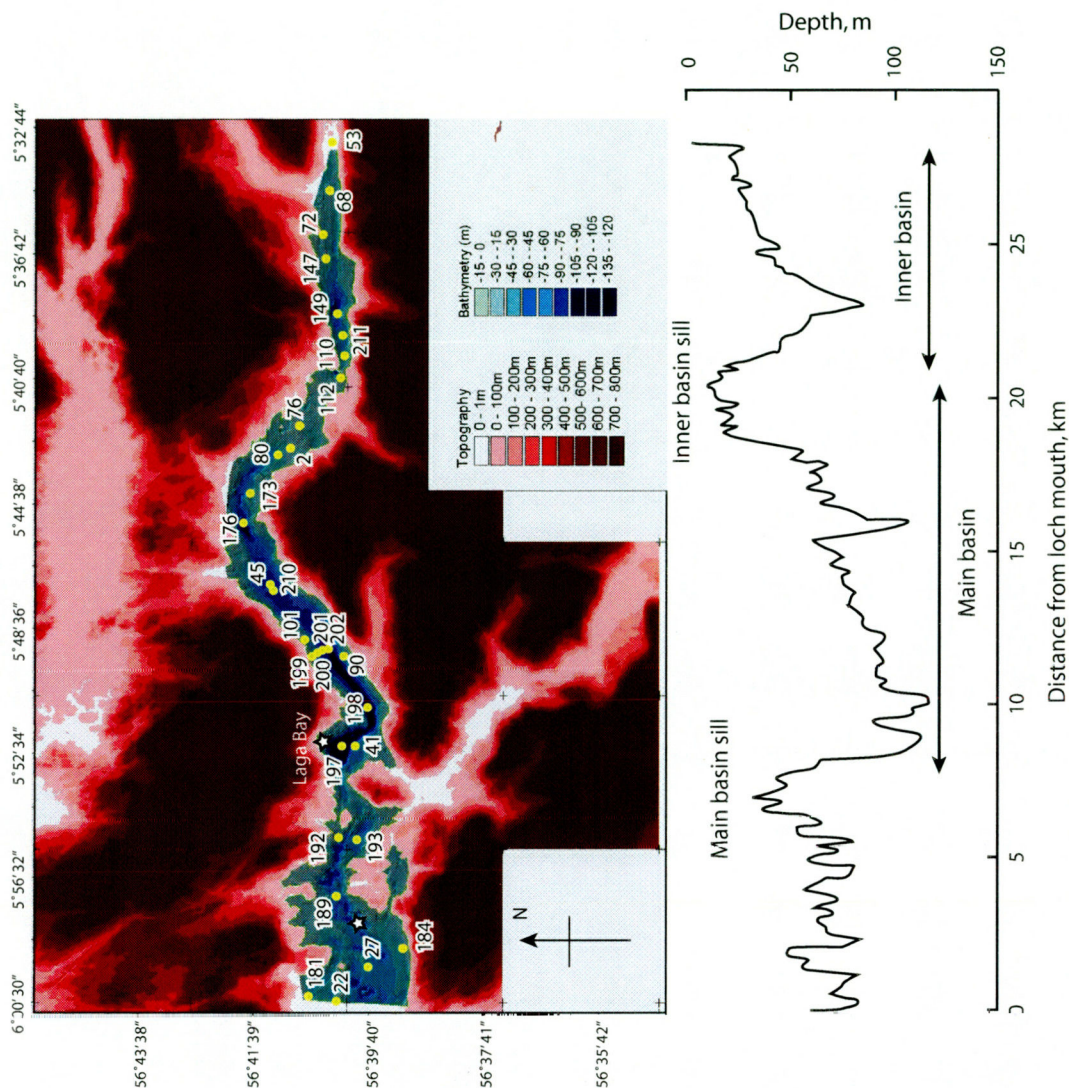 6°00'30"
5°56'32"
5°52'34"
5°48'36"
5°44'38"
5°40'40"
5°36'42"
5°32'44"
56°43'38"
56°41'39"
56°39'40"
56°37'41"
56°35'42"
Laga Bay
181
22
27
184
189
192
193
197
41
198
199
200
201
202
90
101
45
210
176
173
80
2
76
112
110
211
149
147
72
68
53
N
Topography
0 - 1m
0 - 100m
100 - 200m
200 - 300m
300 - 400m
400 - 500m
500 - 600m
600 - 700m
700 - 800m
Bathymetry (m)
-15 - 0
-30 - -15
-45 - -30
-60 - -45
-75 - -60
-90 - -75
-105 - -90
-120 - -105
-135 - -120
Main basin sill
Inner basin sill
Main basin
Inner basin
Depth, m
0
50
100
150
0
5
10
15
20
25
Distance from loch mouth, km